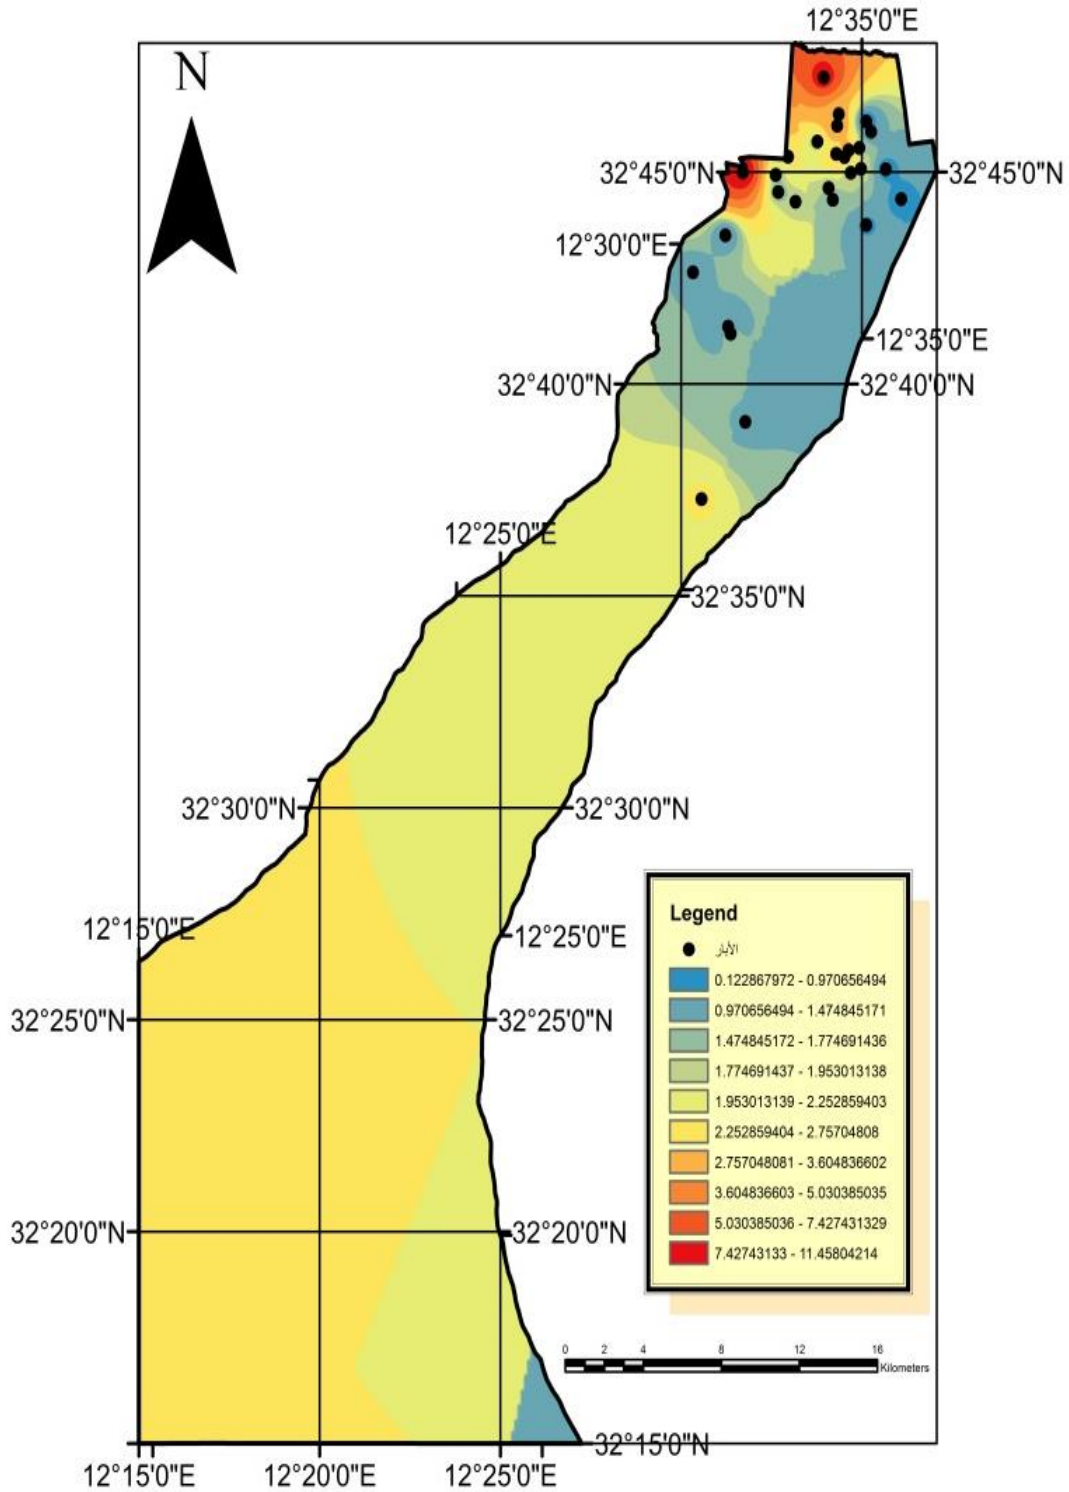 12°35'0"E
N
32°45'0"N
32°45'0"N
12°30'0"E
12°35'0"E
32°40'0"N
32°40'0"N
12°25'0"E
32°35'0"N
32°30'0"N
32°30'0"N
12°15'0"E
12°25'0"E
32°25'0"N
32°25'0"N
32°20'0"N
32°20'0"N
Legend
الآبار
0.122867972 - 0.970656494
0.970656494 - 1.474845171
1.474845172 - 1.774691436
1.774691437 - 1.953013138
1.953013139 - 2.252859403
2.252859404 - 2.75704808
2.757048081 - 3.604836602
3.604836603 - 5.030385035
5.030385036 - 7.427431329
7.42743133 - 11.45804214
0 2 4 8 12 16
Kilometers
32°15'0"N
12°15'0"E 12°20'0"E 12°25'0"E